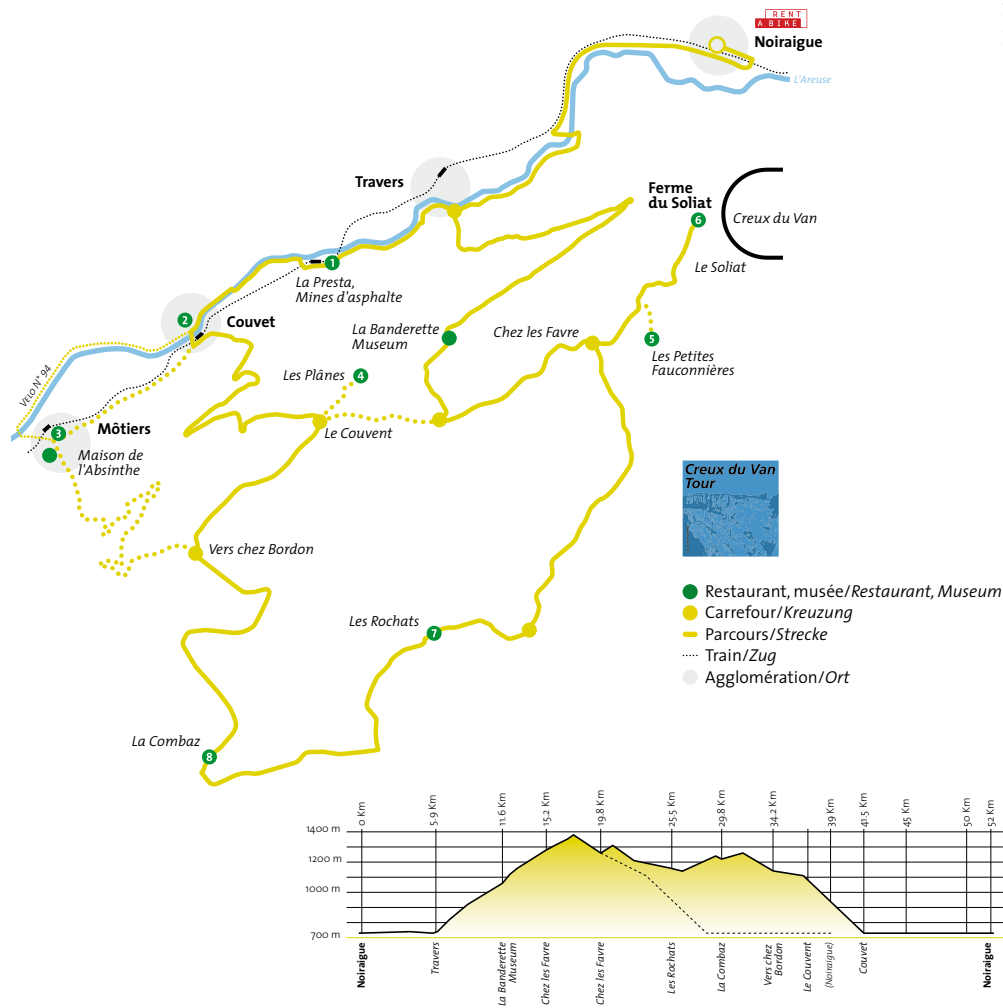 RENT
A BIKE
Noiraigue
L'Areuse
Travers
Ferme
du Soliat
6
Creux du Van
Le Soliat
1
La Presta,
Mines d'asphalte
2
Couvet
La Banderette
Museum
Chez les Favre
5
Les Petites
Fauconnières
Les Plânes
4
VELO N° 94
Le Couvent
3
Môtiers
Maison de
l'Absinthe
Creux du Van
Tour
Vers chez Bordon
Les Rochats
7
La Combaz
8
Restaurant, musée/Restaurant, Museum
Carrefour/Kreuzung
Parcours/Strecke
Train/Zug
Agglomération/Ort
0 Km
5.9 Km
11.6 Km
15.2 Km
19.8 Km
25.5 Km
29.8 Km
34.2 Km
39 Km
41.5 Km
45 Km
50 Km
52 Km
1400 m
1200 m
1000 m
700 m
Noiraigue
Travers
La Banderette
Museum
Chez les Favre
Chez les Favre
Les Rochats
La Combaz
Vers chez
Bordon
Le Couvent
(Noiraigue)
Couvet
Noiraigue